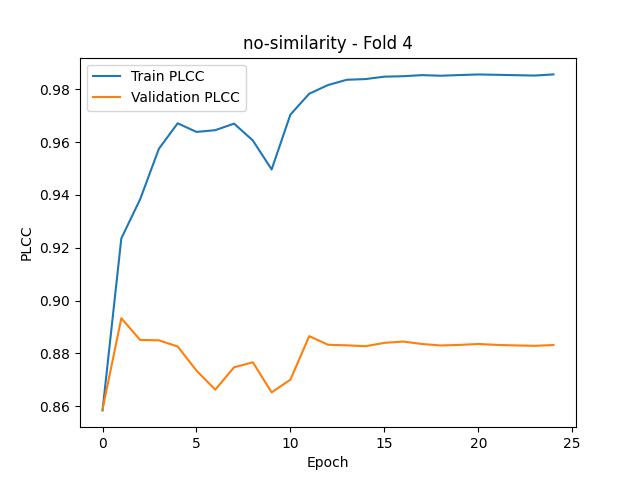 no-similarity - Fold 4
Train PLCC
Validation PLCC
PLCC
0.98
0.96
0.94
0.92
0.90
0.88
0.86
0 5 10 15 20 25
Epoch